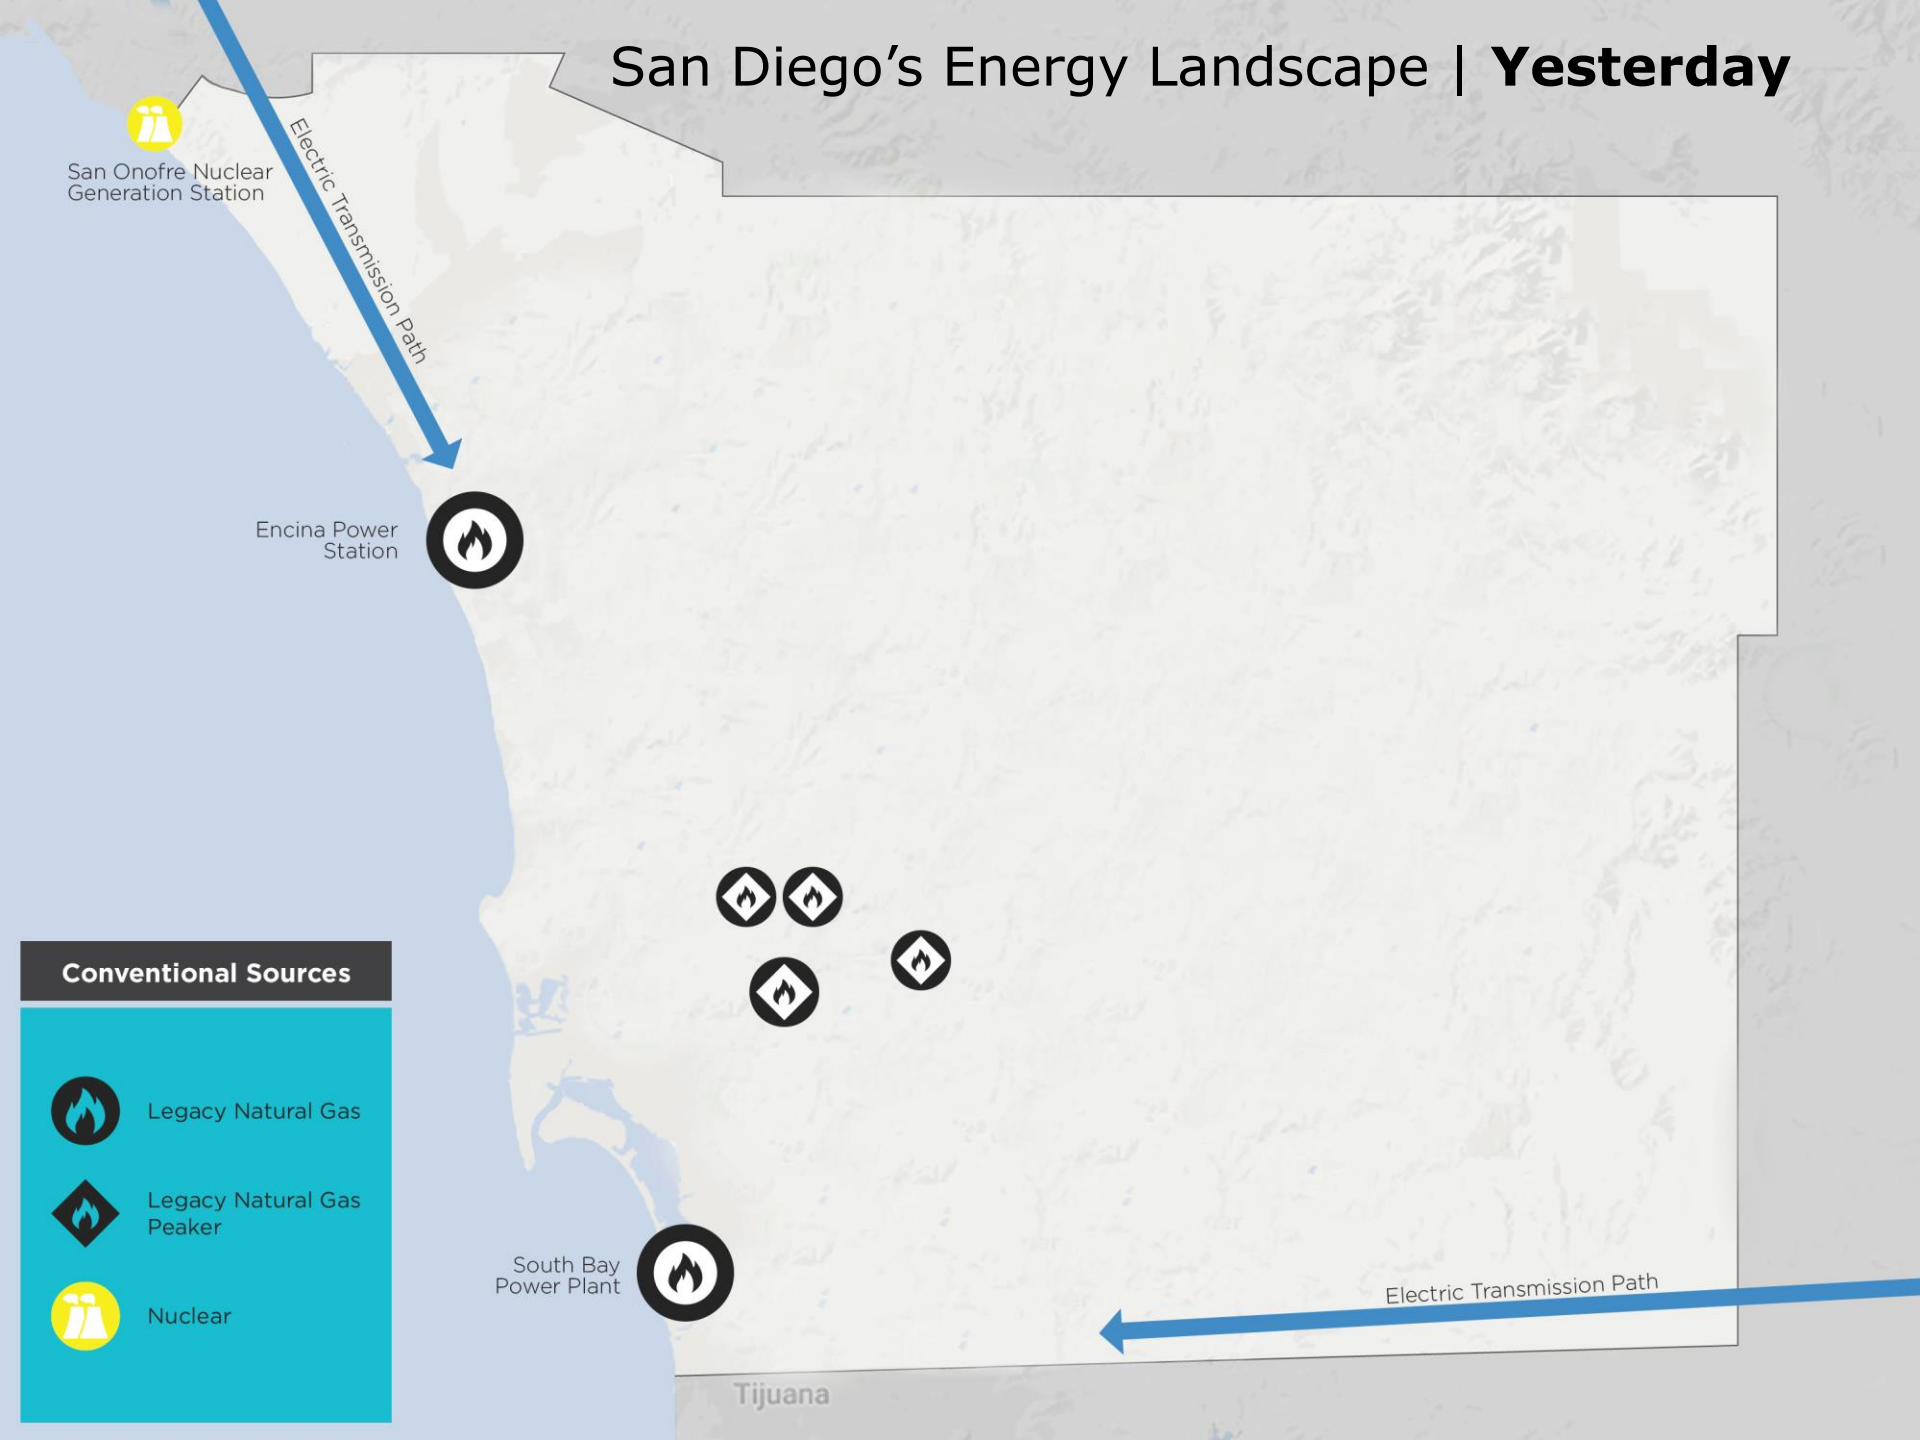 San Diego’s Energy Landscape | Yesterday
Electric Transmission Path
San Onofre Nuclear
Generation Station
Encina Power
Station
Conventional Sources
Legacy Natural Gas
Legacy Natural Gas
Peaker
Nuclear
South Bay
Power Plant
Electric Transmission Path
Tijuana